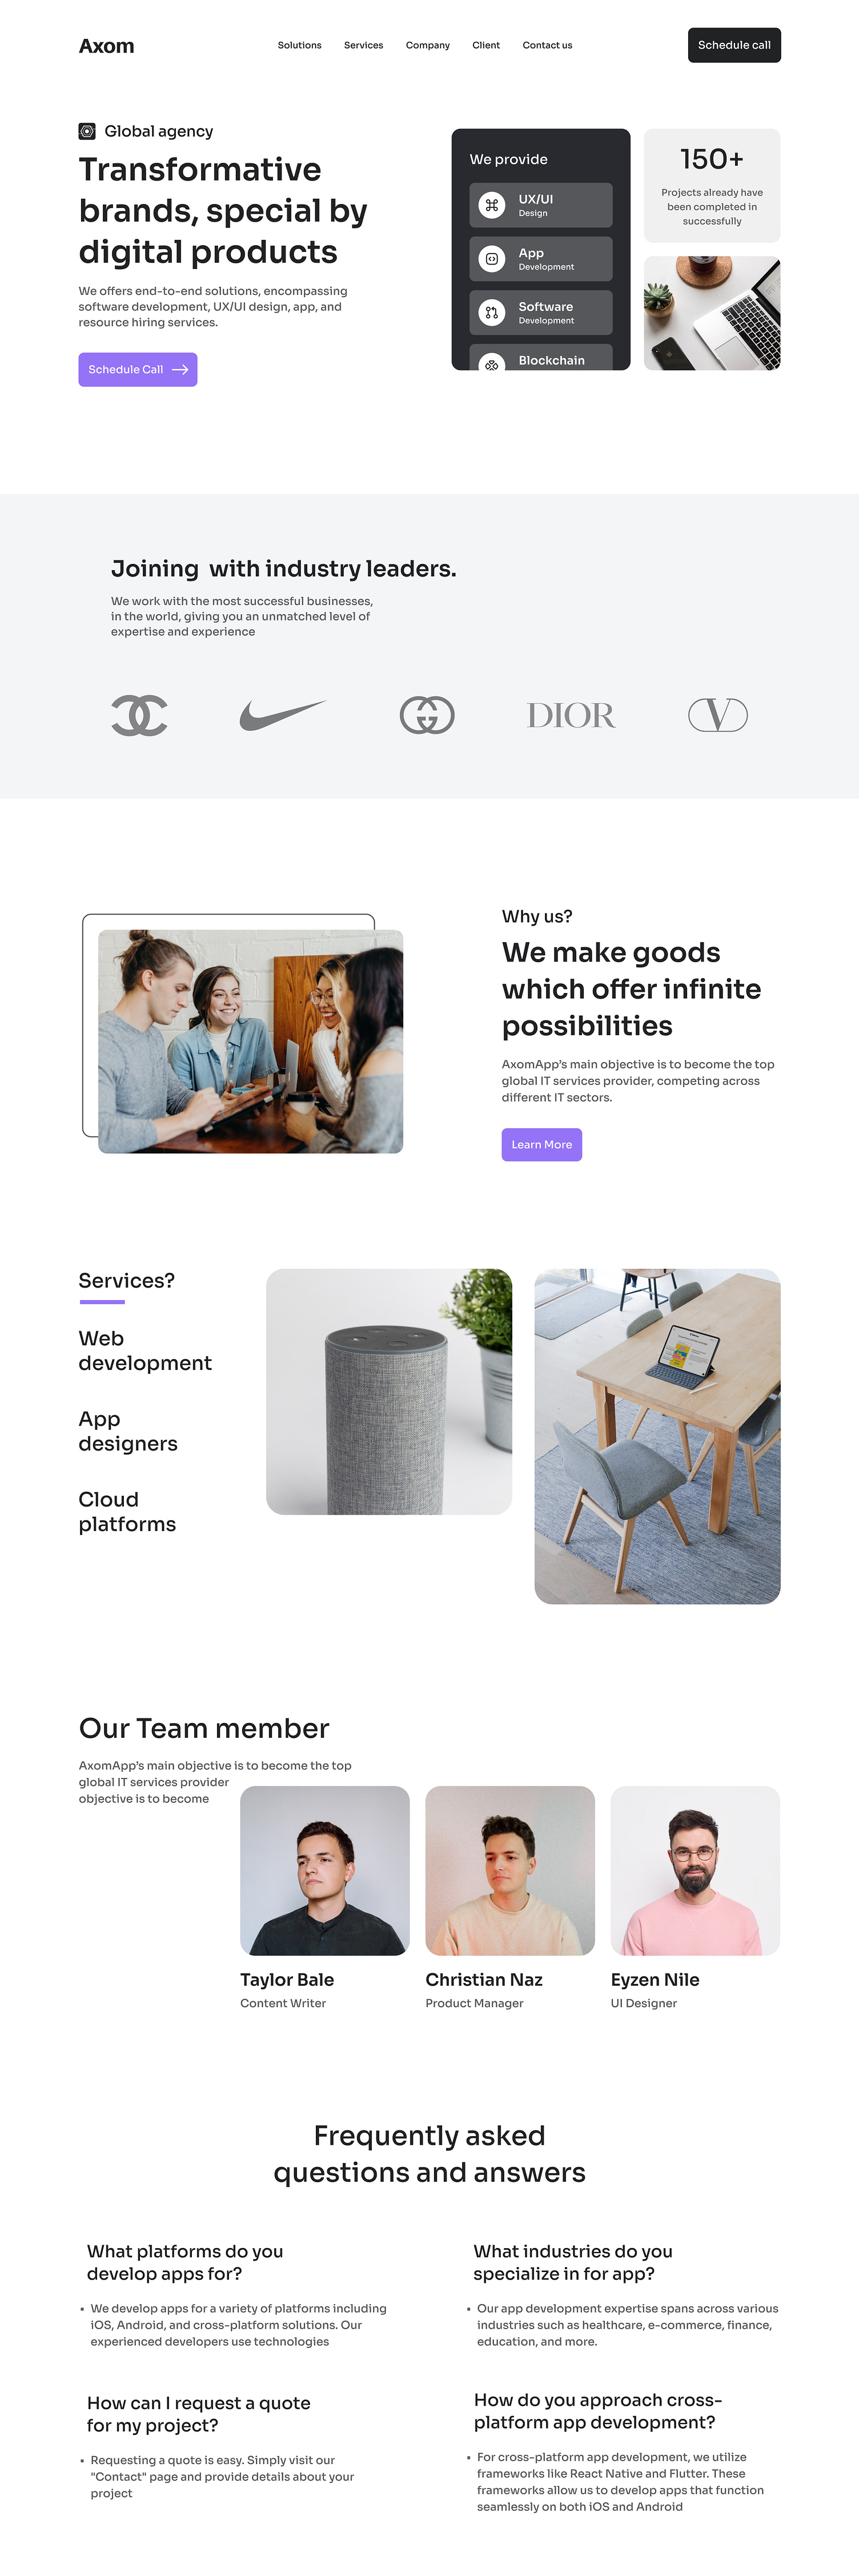 Axom
Solutions
Services
Company
Client
Contact us
Schedule call
Global agency
Transformative
brands, special by
digital products
We offers end-to-end solutions, encompassing
software development, UX/UI design, app, and
resource hiring services.
Schedule Call
We provide
UX/UI
Design
App
Development
Software
Development
Blockchain
150+
Projects already have
been completed in
successfully
Joining with industry leaders.
We work with the most successful businesses,
in the world, giving you an unmatched level of
expertise and experience
DIOR
V
Why us?
We make goods
which offer infinite
possibilities
AxomApp's main objective is to become the top
global IT services provider, competing across
different IT sectors.
Learn More
Services?
Web
development
App
designers
Cloud
platforms
Our Team member
AxomApp's main objective is to become the top
global IT services provider
objective is to become
Taylor Bale
Content Writer
Christian Naz
Product Manager
Eyzen Nile
UI Designer
Frequently asked
questions and answers
What platforms do you
develop apps for?
• We develop apps for a variety of platforms including
iOS, Android, and cross-platform solutions. Our
experienced developers use technologies
What industries do you
specialize in for app?
• Our app development expertise spans across various
industries such as healthcare, e-commerce, finance,
education, and more.
How can I request a quote
for my project?
• Requesting a quote is easy. Simply visit our
"Contact" page and provide details about your
project
How do you approach cross-
platform app development?
• For cross-platform app development, we utilize
frameworks like React Native and Flutter. These
frameworks allow us to develop apps that function
seamlessly on both iOS and Android